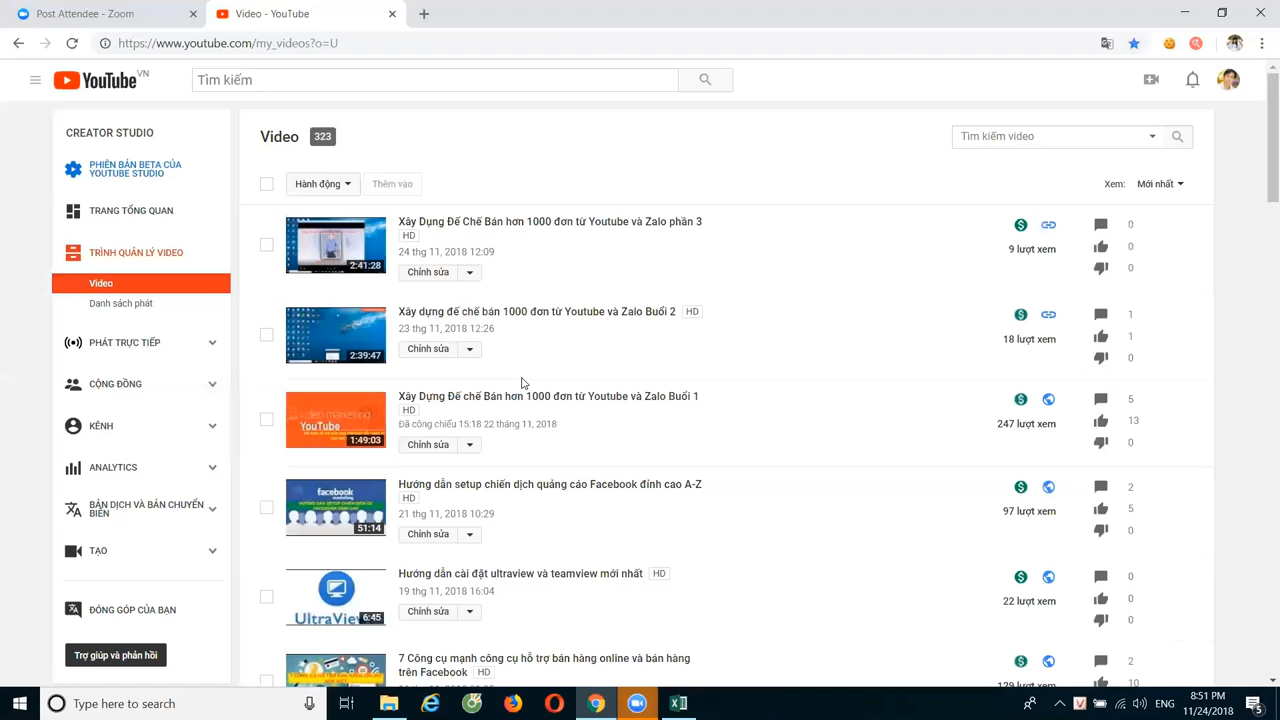 Post Attendee - Zoom
Video - YouTube
https://www.youtube.com/my_videos?o=U
YouTube VN
Tìm kiếm
CREATOR STUDIO
PHIÊN BẢN BETA CỦA
YOUTUBE STUDIO
TRANG TỔNG QUAN
TRÌNH QUẢN LÝ VIDEO
Video
Danh sách phát
PHÁT TRỰC TIẾP
CỘNG ĐỒNG
KÊNH
ANALYTICS
BẢN DỊCH VÀ BẢN CHUYỂN
BIÊN
TẠO
ĐÓNG GÓP CỦA BẠN
Trợ giúp và phản hồi
Video 323
Tìm kiếm video
Hành động
Thêm vào
Xem: Mới nhất
2:41:28
Xây Dựng Đế Chế Bán hơn 1000 đơn từ Youtube và Zalo phần 3
HD
24 thg 11, 2018 12:09
Chỉnh sửa
9 lượt xem
0
0
0
2:39:47
Xây dựng đế chế bán 1000 đơn từ Youtube và Zalo Buổi 2 HD
23 thg 11, 2018 12:26
Chỉnh sửa
18 lượt xem
1
1
0
video marketing
YouTube
1:49:03
Xây Dựng Đế chế Bán hơn 1000 đơn từ Youtube và Zalo Buổi 1
HD
Đã công chiếu 15:18 22 tháng 11, 2018
Chỉnh sửa
247 lượt xem
5
13
0
facebook
marketing
51:14
Hướng dẫn setup chiến dịch quảng cáo Facebook đỉnh cao A-Z
HD
21 thg 11, 2018 10:29
Chỉnh sửa
97 lượt xem
2
5
0
UltraView
6:45
Hướng dẫn cài đặt ultraview và teamview mới nhất HD
19 thg 11, 2018 16:04
Chỉnh sửa
22 lượt xem
0
0
0
7 Công cụ mạnh công cụ hỗ trợ bán hàng online và bán hàng
trên Facebook HD
129 lượt xem
2
10
Type here to search
ENG
8:51 PM
11/24/2018
5